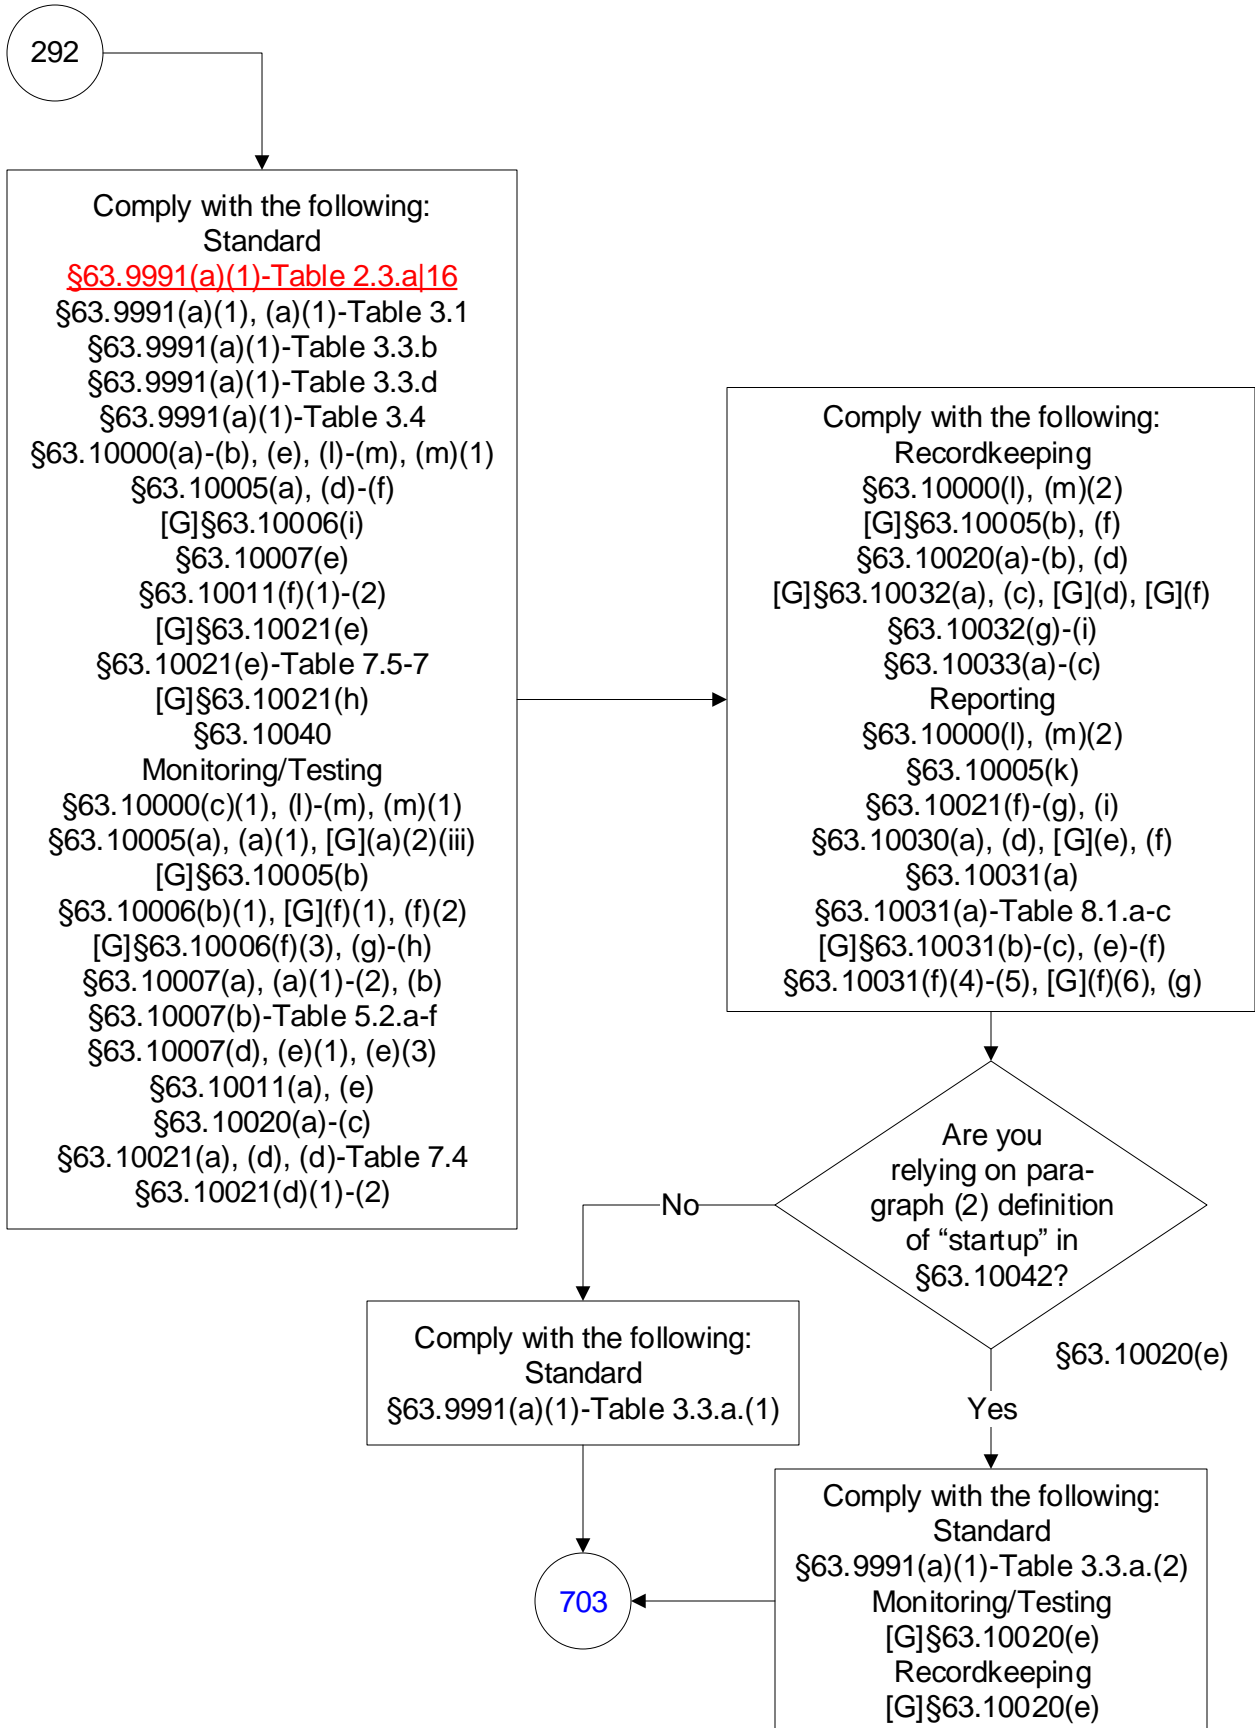 292
Comply with the following:
Standard
§63.9991(a)(1)-Table 2.3.a|16
§63.9991(a)(1), (a)(1)-Table 3.1
§63.9991(a)(1)-Table 3.3.b
§63.9991(a)(1)-Table 3.3.d
§63.9991(a)(1)-Table 3.4
§63.10000(a)-(b), (e), (l)-(m), (m)(1)
§63.10005(a), (d)-(f)
[G]§63.10006(i)
§63.10007(e)
§63.10011(f)(1)-(2)
[G]§63.10021(e)
§63.10021(e)-Table 7.5-7
[G]§63.10021(h)
§63.10040
Monitoring/Testing
§63.10000(c)(1), (l)-(m), (m)(1)
§63.10005(a), (a)(1), [G](a)(2)(iii)
[G]§63.10005(b)
§63.10006(b)(1), [G](f)(1), (f)(2)
[G]§63.10006(f)(3), (g)-(h)
§63.10007(a), (a)(1)-(2), (b)
§63.10007(b)-Table 5.2.a-f
§63.10007(d), (e)(1), (e)(3)
§63.10011(a), (e)
§63.10020(a)-(c)
§63.10021(a), (d), (d)-Table 7.4
§63.10021(d)(1)-(2)
Comply with the following:
Recordkeeping
§63.10000(l), (m)(2)
[G]§63.10005(b), (f)
§63.10020(a)-(b), (d)
[G]§63.10032(a), (c), [G](d), [G](f)
§63.10032(g)-(i)
§63.10033(a)-(c)
Reporting
§63.10000(l), (m)(2)
§63.10005(k)
§63.10021(f)-(g), (i)
§63.10030(a), (d), [G](e), (f)
§63.10031(a)
§63.10031(a)-Table 8.1.a-c
[G]§63.10031(b)-(c), (e)-(f)
§63.10031(f)(4)-(5), [G](f)(6), (g)
Are you
relying on para-
graph (2) definition
of “startup” in
§63.10042?
No
§63.10020(e)
Yes
Comply with the following:
Standard
§63.9991(a)(1)-Table 3.3.a.(1)
Comply with the following:
Standard
§63.9991(a)(1)-Table 3.3.a.(2)
Monitoring/Testing
[G]§63.10020(e)
Recordkeeping
[G]§63.10020(e)
703